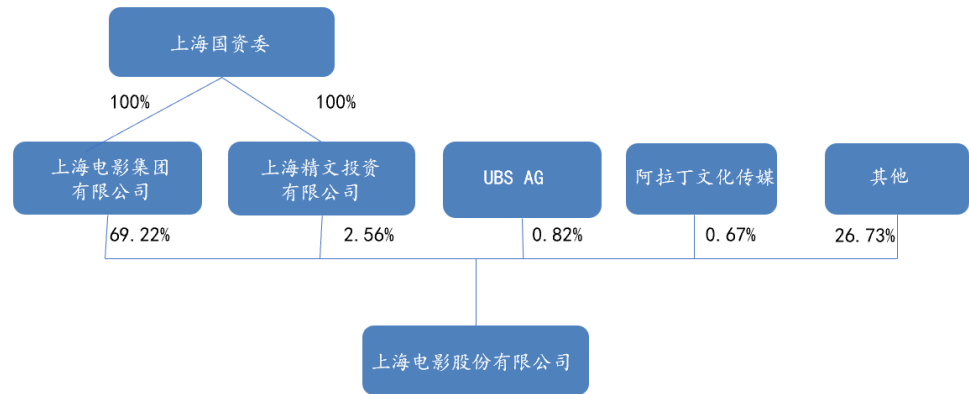 上海国资委
100%
100%
上海电影集团
有限公司
上海精文投资
有限公司
UBS AG
阿拉丁文化传媒
其他
69.22%
2.56%
0.82%
0.67%
26.73%
上海电影股份有限公司